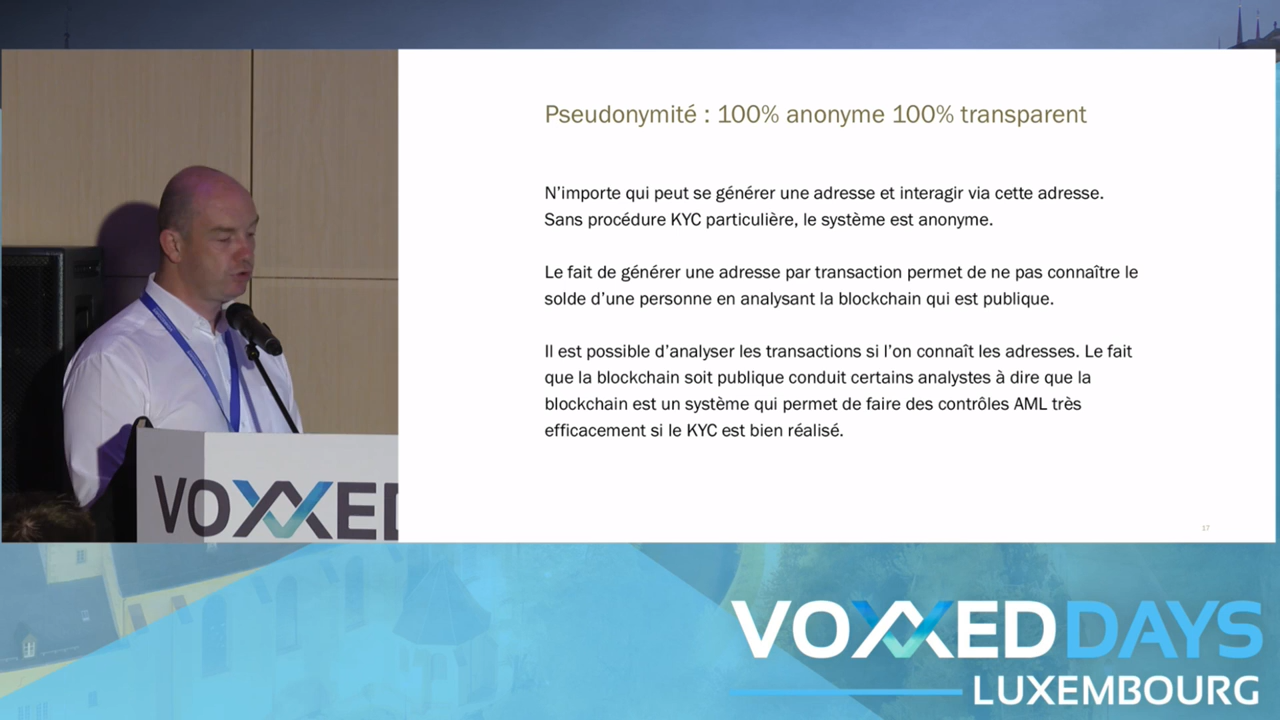 Pseudonymité : 100% anonyme 100% transparent
N’importe qui peut se générer une adresse et interagir via cette adresse.
Sans procédure KYC particulière, le système est anonyme.
Le fait de générer une adresse par transaction permet de ne pas connaître le
solde d’une personne en analysant la blockchain qui est publique.
Il est possible d’analyser les transactions si l’on connaît les adresses. Le fait
que la blockchain soit publique conduit certains analystes à dire que la
blockchain est un système qui permet de faire des contrôles AML très
efficacement si le KYC est bien réalisé.
17
VOXXED
VOXXED DAYS
LUXEMBOURG